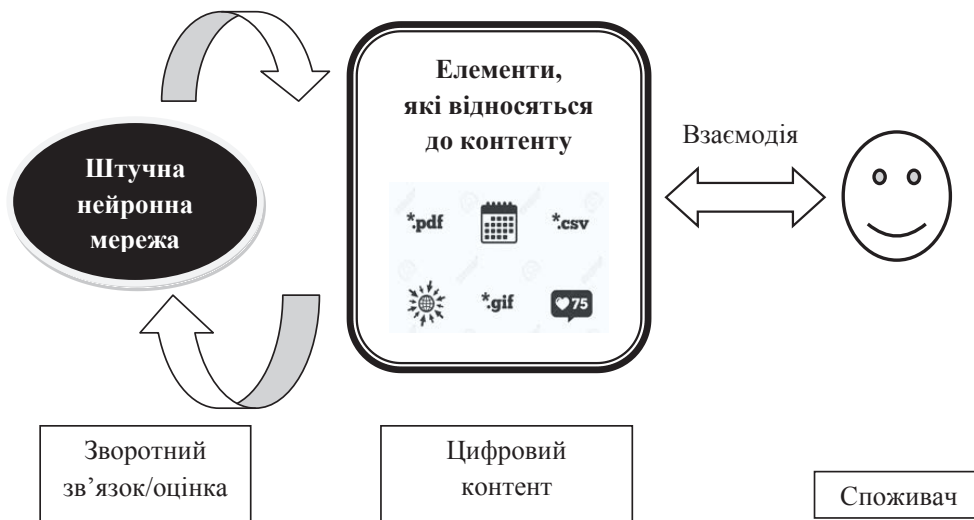 Елементи,
які відносяться
до контенту
Взаємодія
Штучна
нейронна
мережа
*.pdf
*.csv
*.gif
75
Зворотний
зв’язок/оцінка
Цифровий
контент
Споживач